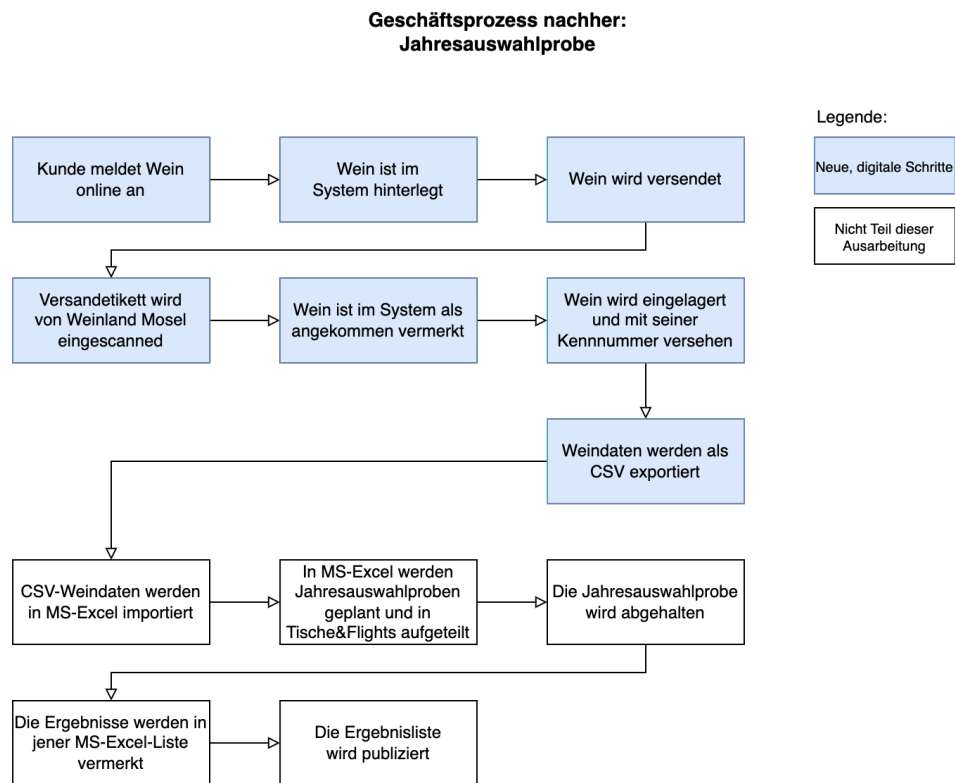 Geschäftsprozess nachher:
Jahresauswahlprobe
Legende:
Neue, digitale Schritte
Nicht Teil dieser
Ausarbeitung
Kunde meldet Wein
online an
Wein ist im
System hinterlegt
Wein wird versendet
Versandetikett wird
von Weinland Mosel
eingescanned
Wein ist im System als
angekommen vermerkt
Wein wird eingelagert
und mit seiner
Kennnummer versehen
Weindaten werden als
CSV exportiert
CSV-Weindaten werden
in MS-Excel importiert
In MS-Excel werden
Jahresauswahlproben
geplant und in
Tische&Flights aufgeteilt
Die Jahresauswahlprobe
wird abgehalten
Die Ergebnisse werden in
jener MS-Excel-Liste
vermerkt
Die Ergebnisliste
wird publiziert